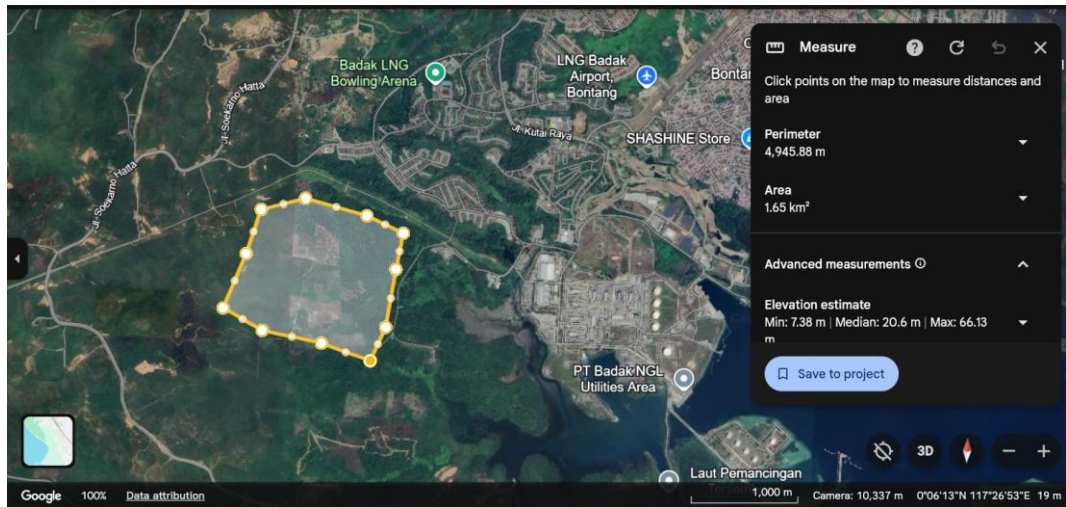 Badak LNG
Bowling Arena
LNG Badak
Airport,
Bontang
Jl. Soekarno Hatta
Jl. Kutai Raya
SHASHINE Store
Jl. Soekarno Hatta
PT Badak NGL
Utilities Area
Laut Pemancingan
Measure
Click points on the map to measure distances and
area
Perimeter
4,945.88 m
Area
1.65 km²
Advanced measurements
Elevation estimate
Min: 7.38 m | Median: 20.6 m | Max: 66.13
m
Save to project
3D
Google
100%
Data attribution
1,000 m
Camera: 10,337 m
0°06'13"N 117°26'53"E
19 m